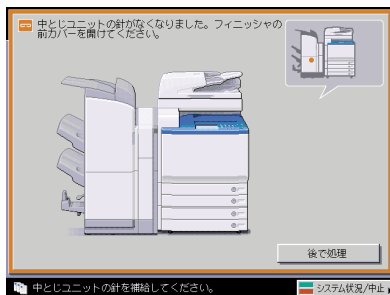 中とじユニットの針がなくなりました。フィニッシャの
前カバーを開けてください。
後で処理
中とじユニットの針を補給してください。
システム状況/中止